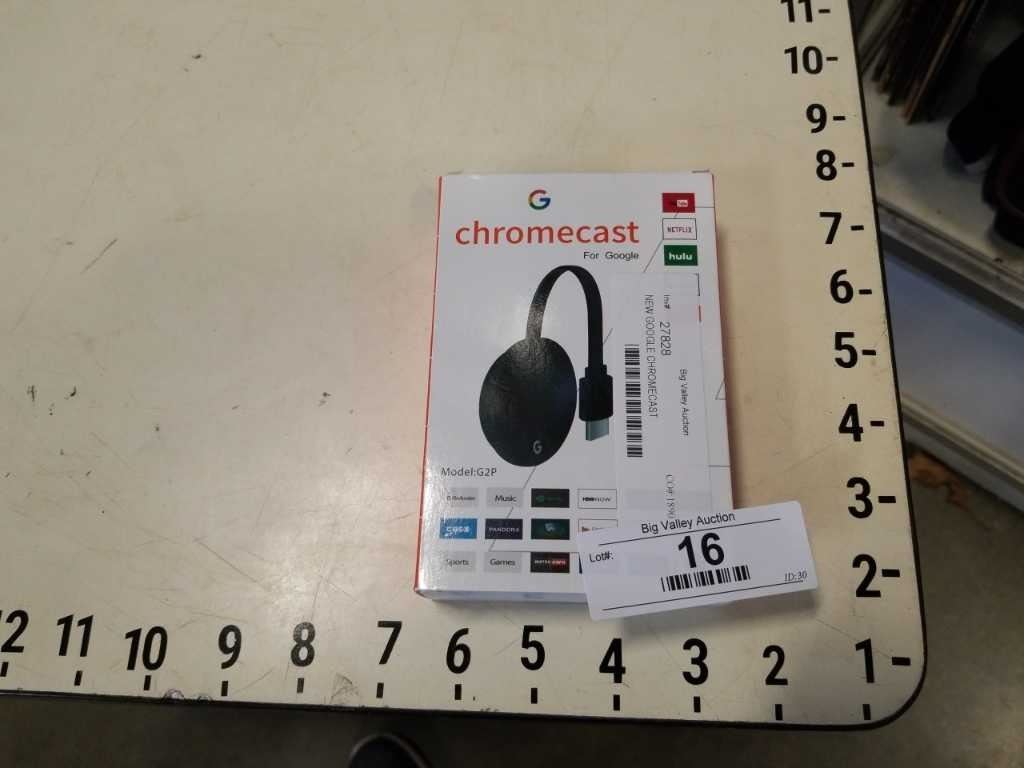 11-
10-
9-
8-
7-
6-
5-
4-
3-
2-
1-
12 11 10 9 8 7 6 5 4 3 2
G
chromecast
For Google
NETFLIX
hulu
G
Model:G2P
Music
HBO NOW
PANDORA
Sports Games
Inv# 27828
Big Valley Auction
NEW GOOGLE CHROMECAST
Big Valley Auction
Lot#: 16
ID:30